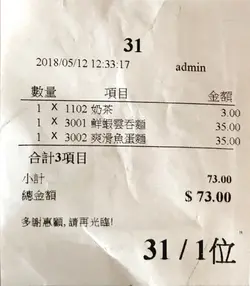 31
2018/05/12 12:33:17 admin
數量 項目 金額
1 X 1102 奶茶 3.00
1 X 3001 鮮蝦雲吞麵 35.00
1 X 3002 爽滑魚蛋麵 35.00
合計3項目
小計 73.00
總金額 $ 73.00
多謝惠顧,請再光臨!
31 / 1位